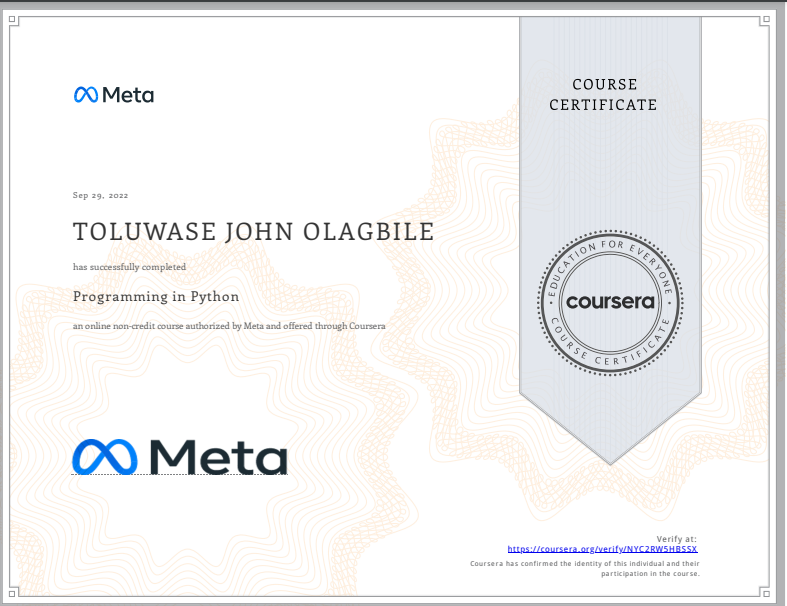 Meta
COURSE
CERTIFICATE
Sep 29, 2022
TOLUWASE JOHN OLAGBILE
has successfully completed
Programming in Python
an online non-credit course authorized by Meta and offered through Coursera
EDUCATION FOR EVERYONE
coursera
COURSE CERTIFICATE
Meta
Verify at:
https://coursera.org/verify/NYC2RW5HBSSX
Coursera has confirmed the identity of this individual and their
participation in the course.